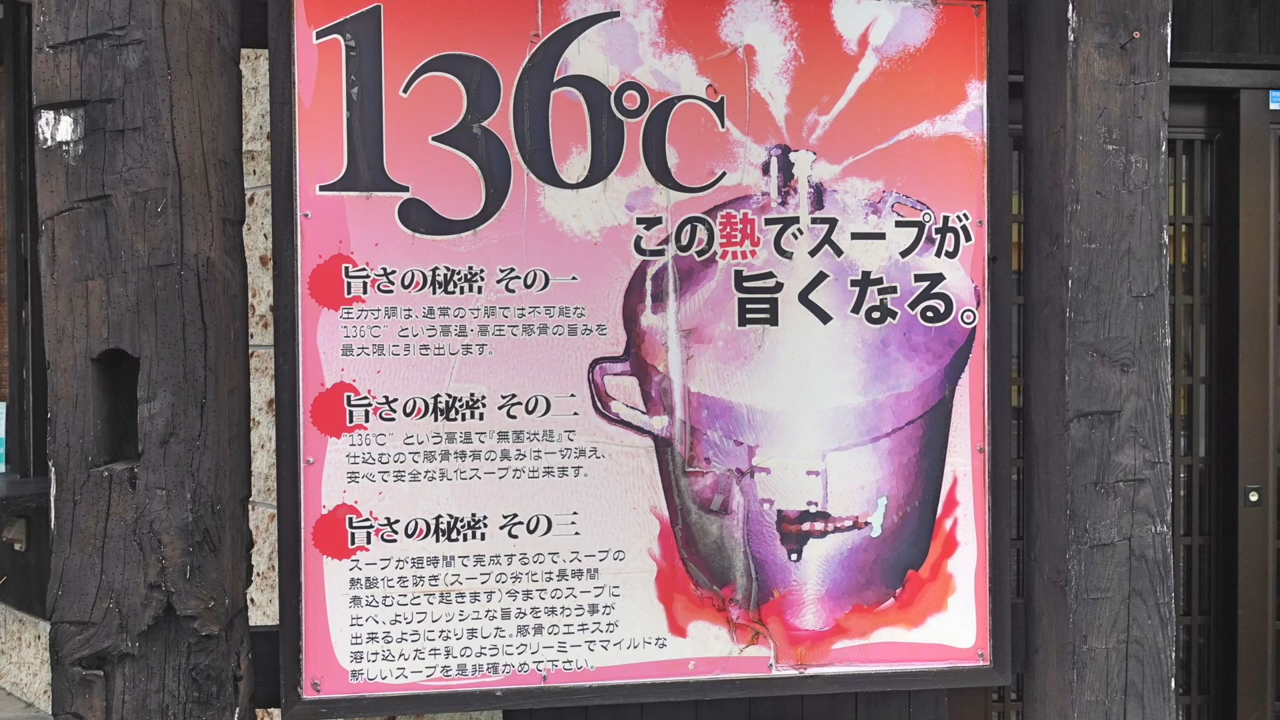 136℃
この熱でスープが
旨くなる。
旨さの秘密 その一
圧力寸胴は、通常の寸胴では不可能な
"136℃" という高温・高圧で豚骨の旨みを
最大限に引き出します。
旨さの秘密 その二
"136℃" という高温で『無菌状態』で
仕込むので豚骨特有の臭みは一切消え、
安心で安全な乳化スープが出来ます。
旨さの秘密 その三
スープが短時間で完成するので、スープの
熱酸化を防ぎ(スープの劣化は長時間
煮込むことで起きます)今までのスープに
比べ、よりフレッシュな旨みを味わう事が
出来るようになりました。豚骨のエキスが
溶け込んだ牛乳のようにクリーミーでマイルドな
新しいスープを是非確かめて下さい。